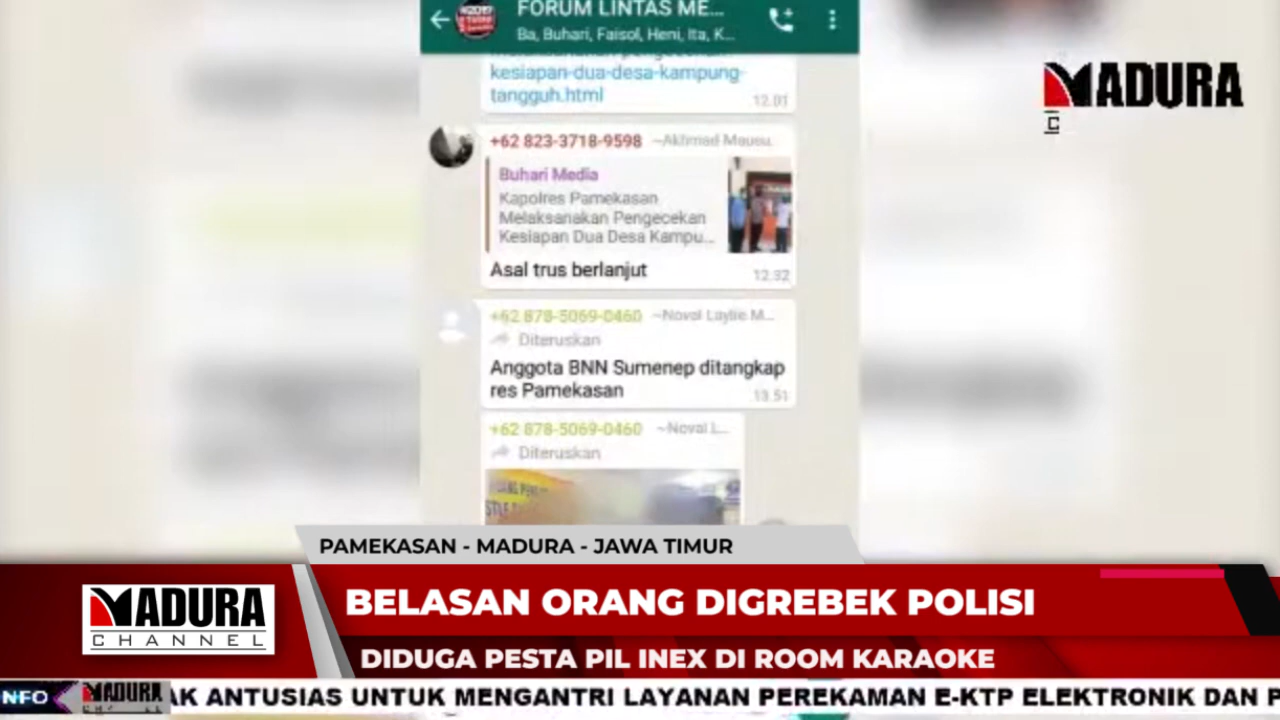 FORUM LINTAS ME...
Ba, Buhari, Faisol, Heni, Ita, K...
kesiapan-dua-desa-kampung-
tangguh.html
12.01
MADURA
C
+62 823-3718-9598 ~Akhmad
Buhari Media
Kapolres Pamekasan
Melaksanakan Pengecekan
Kesiapan Dua Desa Kampu...
Asal trus berlanjut
12.32
+62 878-5069-0460 ~Noval Laylie M...
Diteruskan
Anggota BNN Sumenep ditangkap
res Pamekasan
13.51
+62 878-5069-0460 ~Noval L...
Diteruskan
PAMEKASAN - MADURA - JAWA TIMUR
MADURA
CHANNEL
BELASAN ORANG DIGREBEK POLISI
DIDUGA PESTA PIL INEX DI ROOM KARAOKE
NFO MADURA AK ANTUSIAS UNTUK MENGANTRI LAYANAN PEREKAMAN E-KTP ELEKTRONIK DAN P